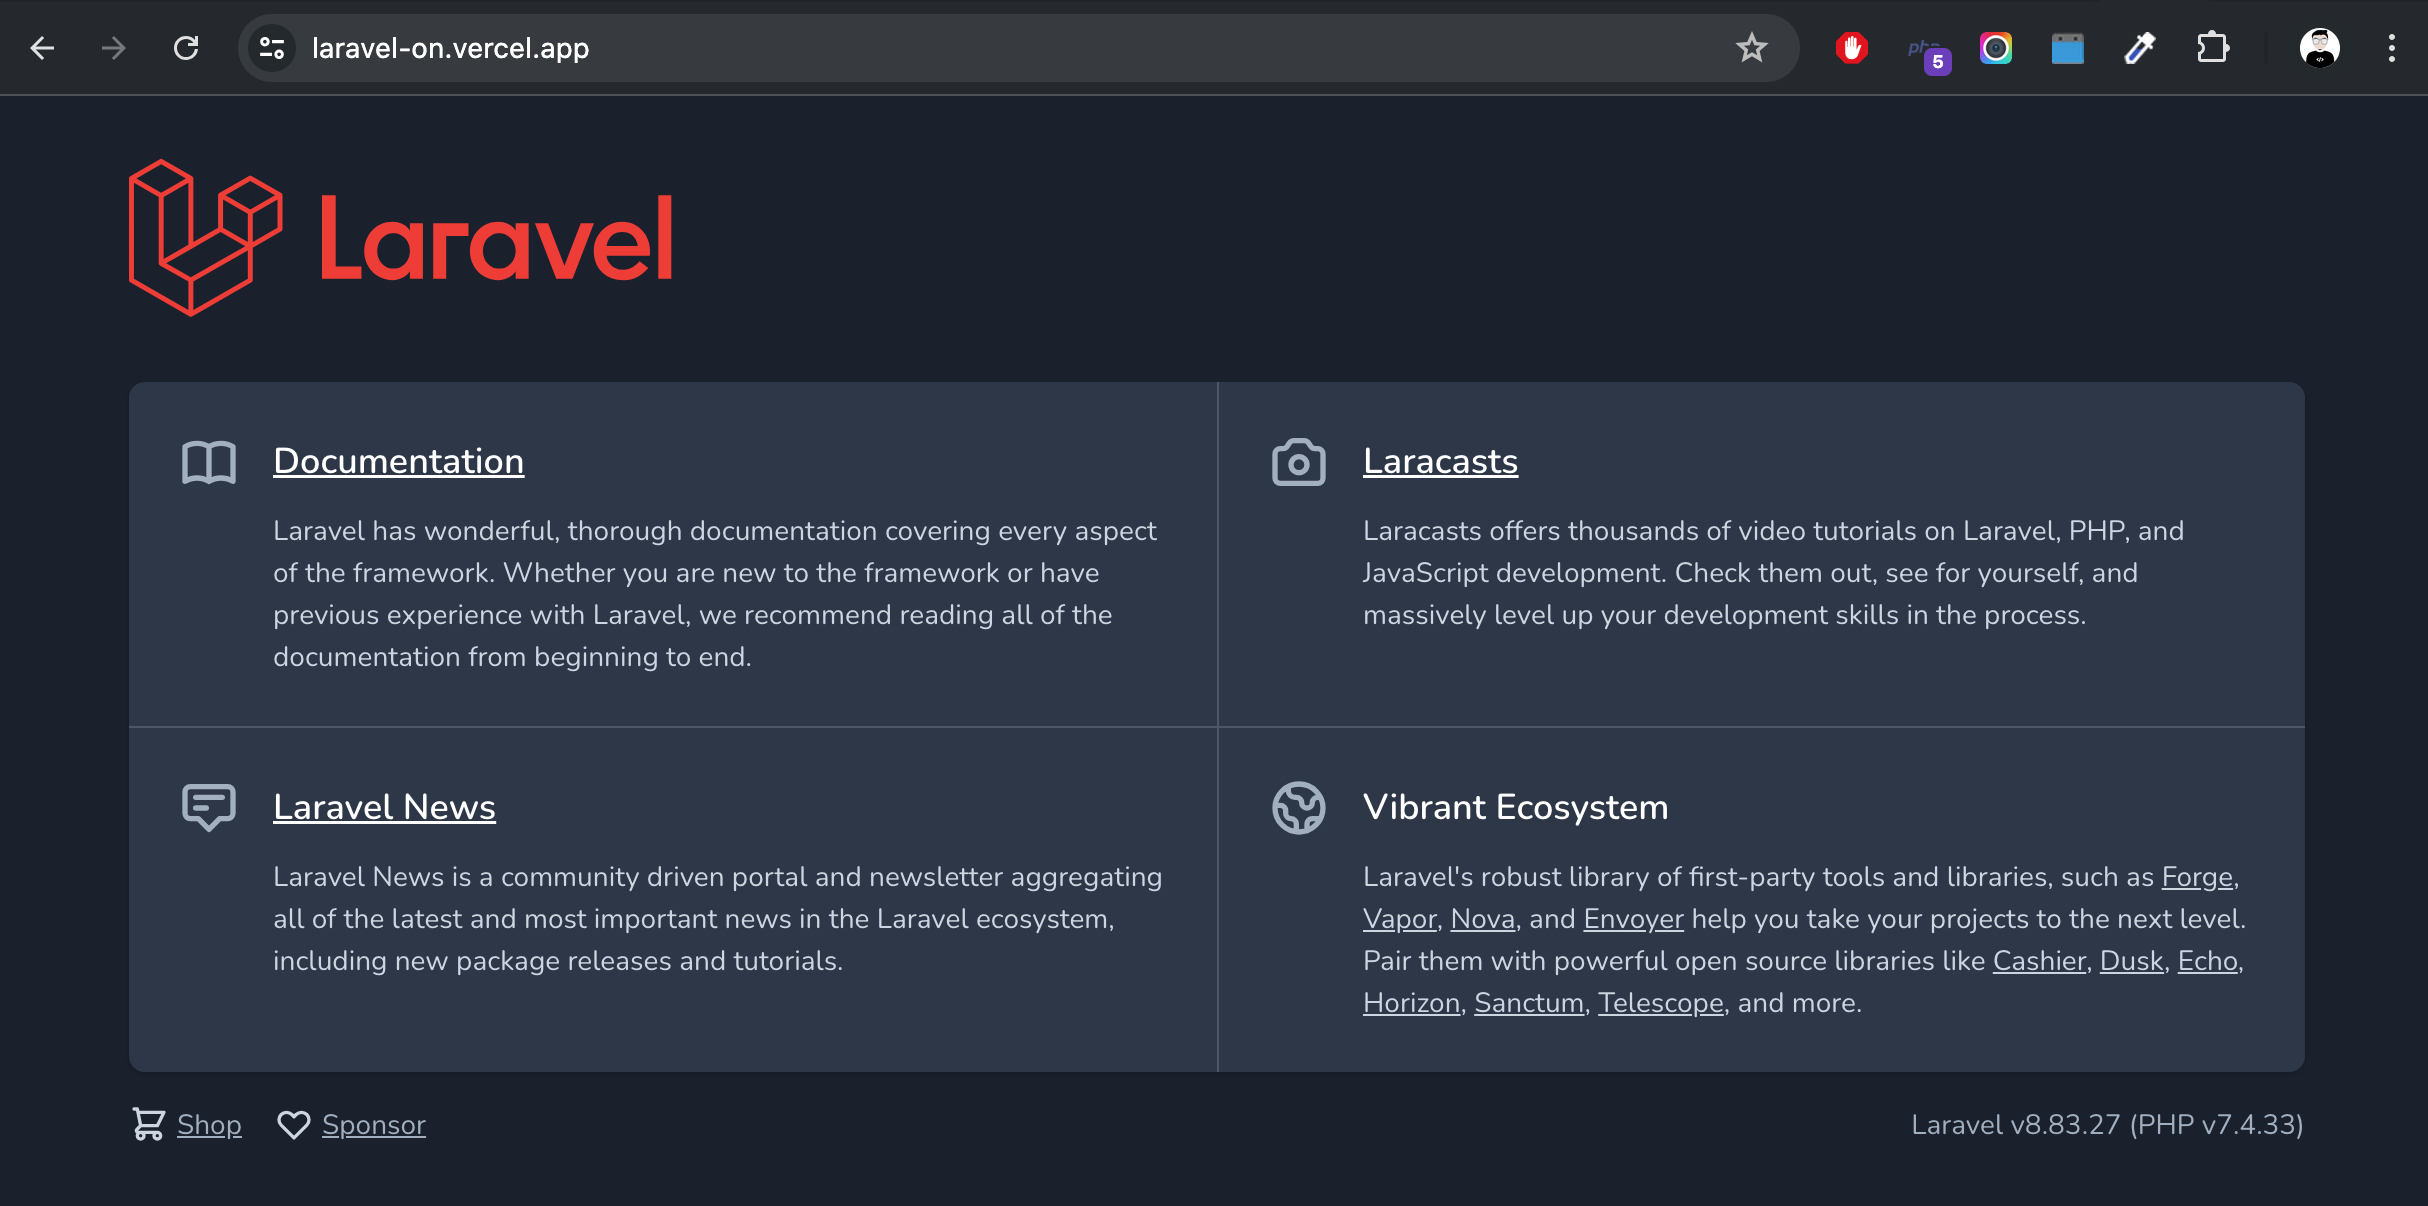 laravel-on.vercel.app
php
5
Laravel
Documentation
Laravel has wonderful, thorough documentation covering every aspect
of the framework. Whether you are new to the framework or have
previous experience with Laravel, we recommend reading all of the
documentation from beginning to end.
Laracasts
Laracasts offers thousands of video tutorials on Laravel, PHP, and
JavaScript development. Check them out, see for yourself, and
massively level up your development skills in the process.
Laravel News
Laravel News is a community driven portal and newsletter aggregating
all of the latest and most important news in the Laravel ecosystem,
including new package releases and tutorials.
Vibrant Ecosystem
Laravel's robust library of first-party tools and libraries, such as Forge,
Vapor, Nova, and Envoyer help you take your projects to the next level.
Pair them with powerful open source libraries like Cashier, Dusk, Echo,
Horizon, Sanctum, Telescope, and more.
Shop
Sponsor
Laravel v8.83.27 (PHP v7.4.33)